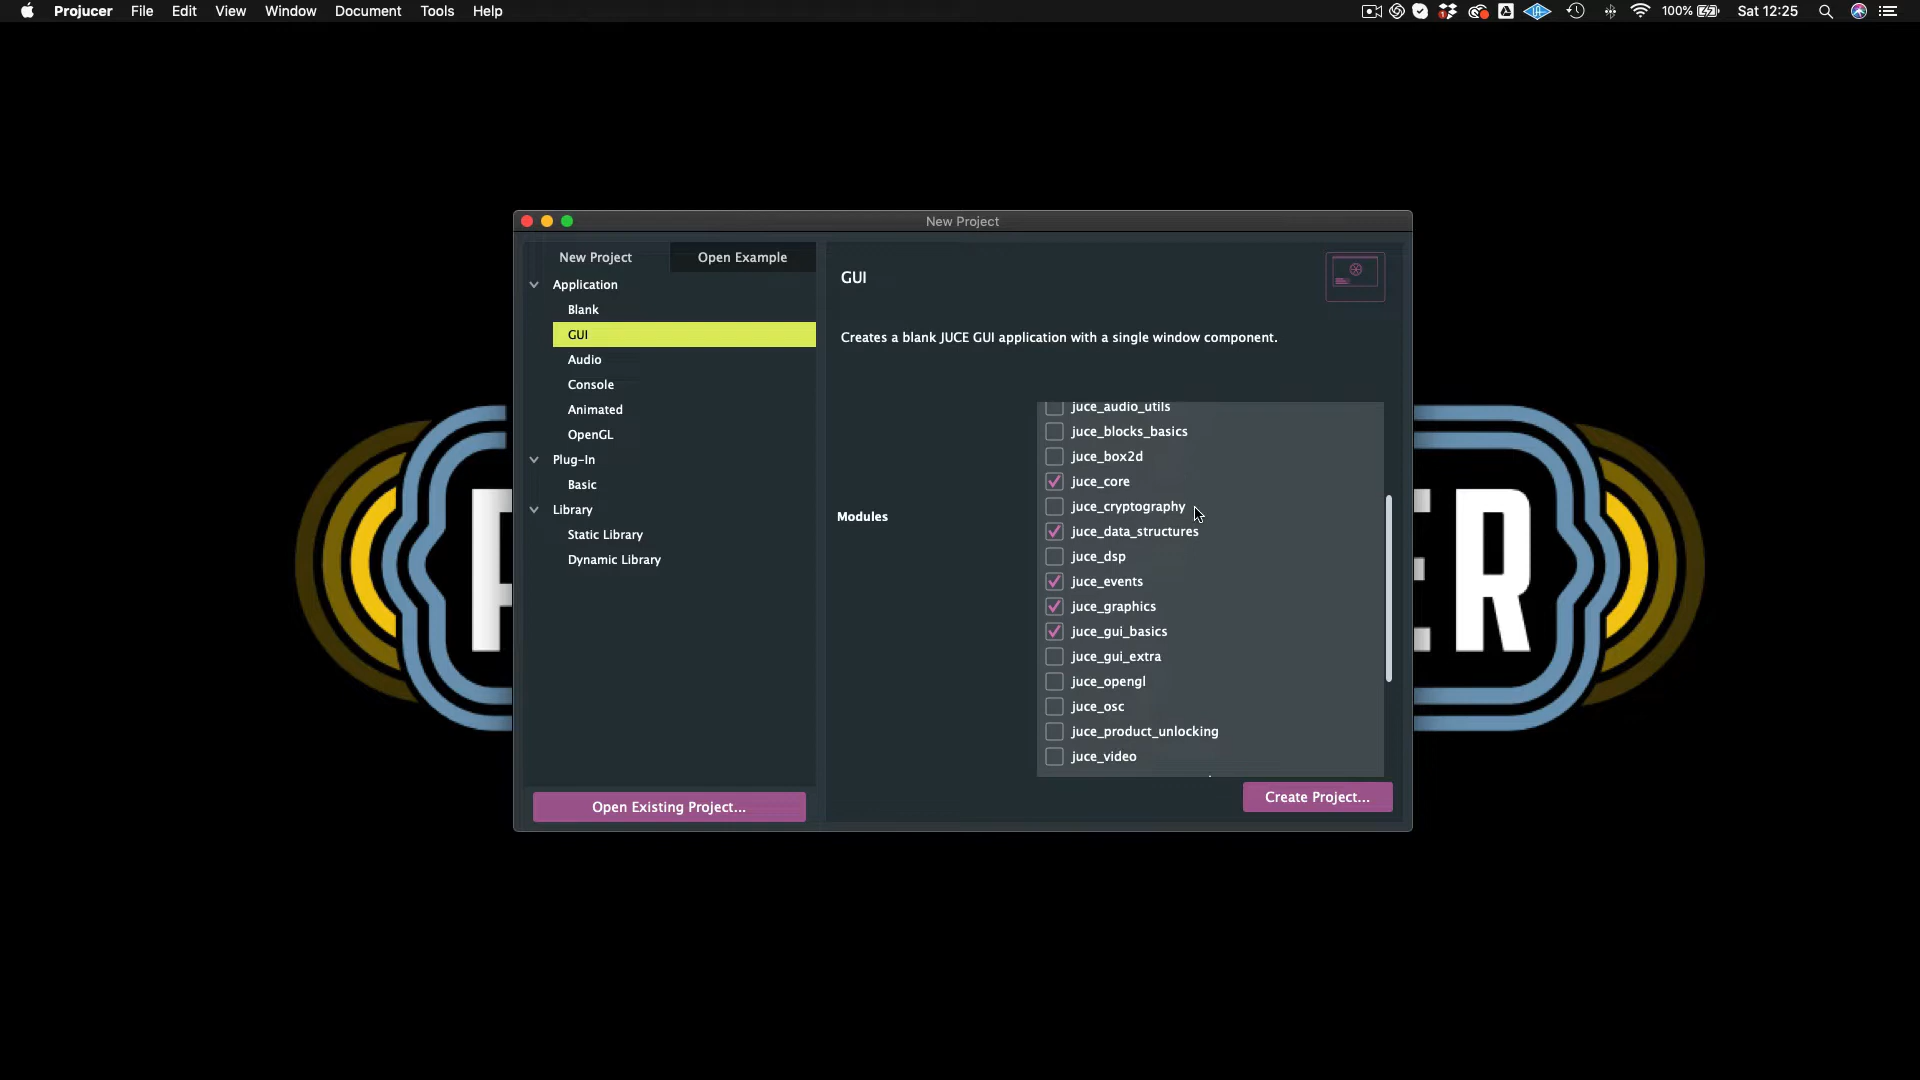 Projucer File Edit View Window Document Tools Help 100% Sat 12:25
New Project
New Project Open Example
Application
Blank
GUI
Audio
Console
Animated
OpenGL
Plug-In
Basic
Library
Static Library
Dynamic Library
Open Existing Project...
GUI
Creates a blank JUCE GUI application with a single window component.
Modules
juce_audio_utils
juce_blocks_basics
juce_box2d
juce_core
juce_cryptography
juce_data_structures
juce_dsp
juce_events
juce_graphics
juce_gui_basics
juce_gui_extra
juce_opengl
juce_osc
juce_product_unlocking
juce_video
Create Project...